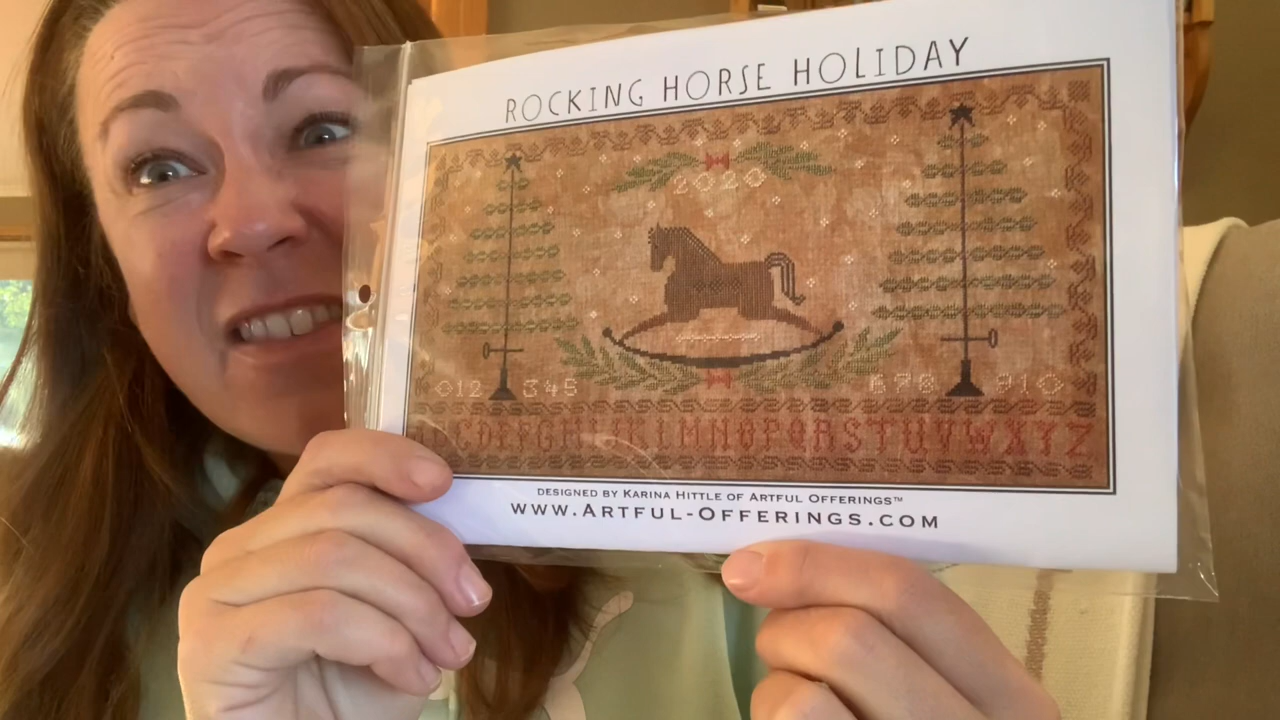 ROCKING HORSE HOLIDAY
2020
012 345 678 910
BCDEFGHIJKLMNOPQRSTUVWXYZ
DESIGNED BY KARINA HITTLE OF ARTFUL OFFERINGS™
WWW.ARTFUL-OFFERINGS.COM